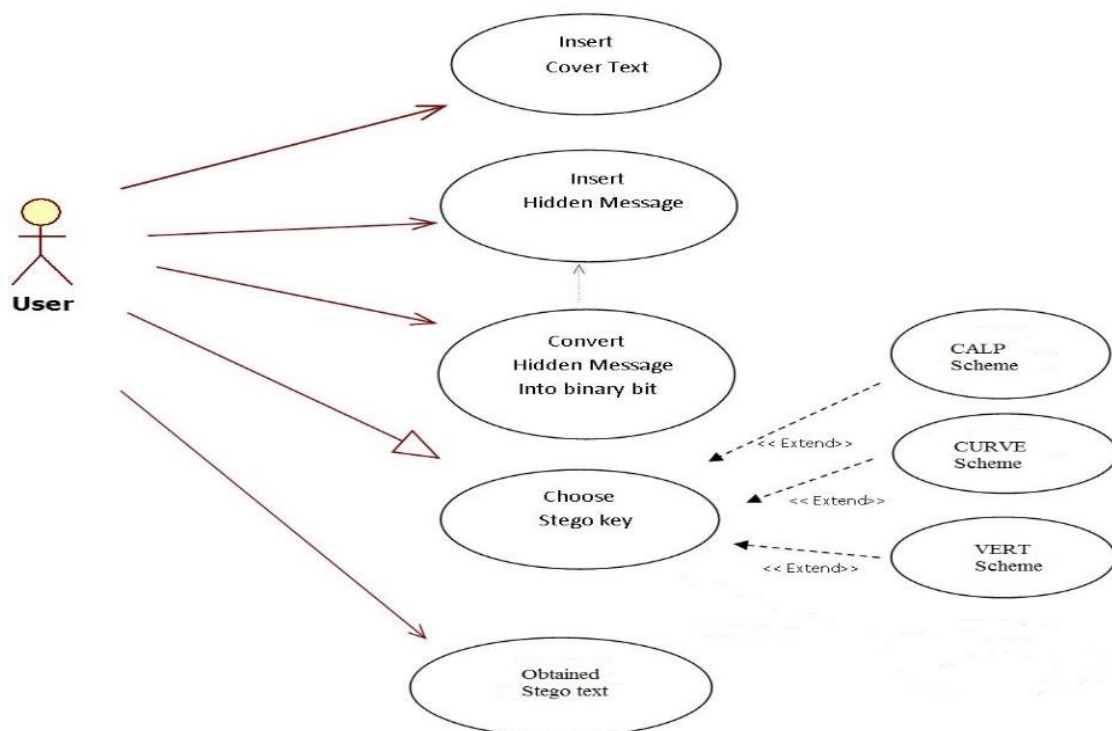 Insert
Cover Text
Insert
Hidden Message
User
Convert
Hidden Message
Into binary bit
CALP
Scheme
<< Extend>>
CURVE
Scheme
Choose
Stego key
<< Extend>>
VERT
Scheme
<< Extend>>
Obtained
Stego text